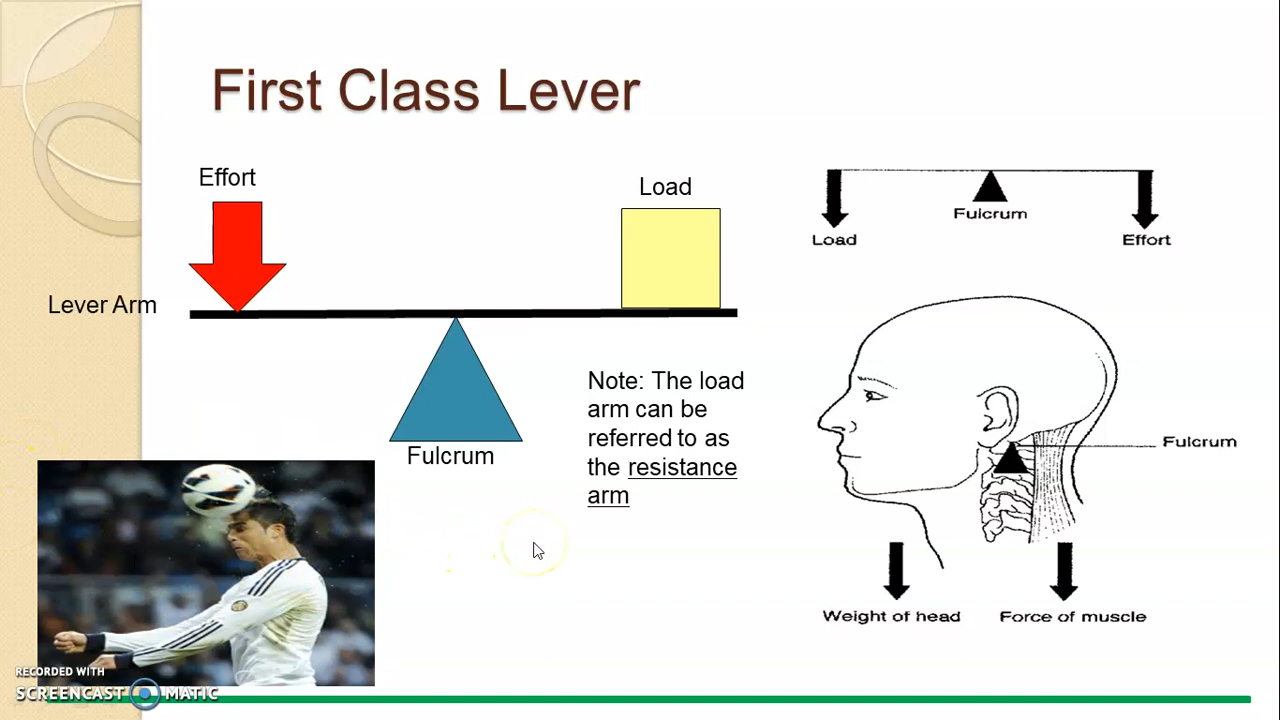 First Class Lever
Effort
Load
Lever Arm
Fulcrum
Note: The load
arm can be
referred to as
the resistance
arm
Fulcrum
Load
Effort
Fulcrum
Weight of head
Force of muscle
RECORDED WITH
SCREENCAST MATIC